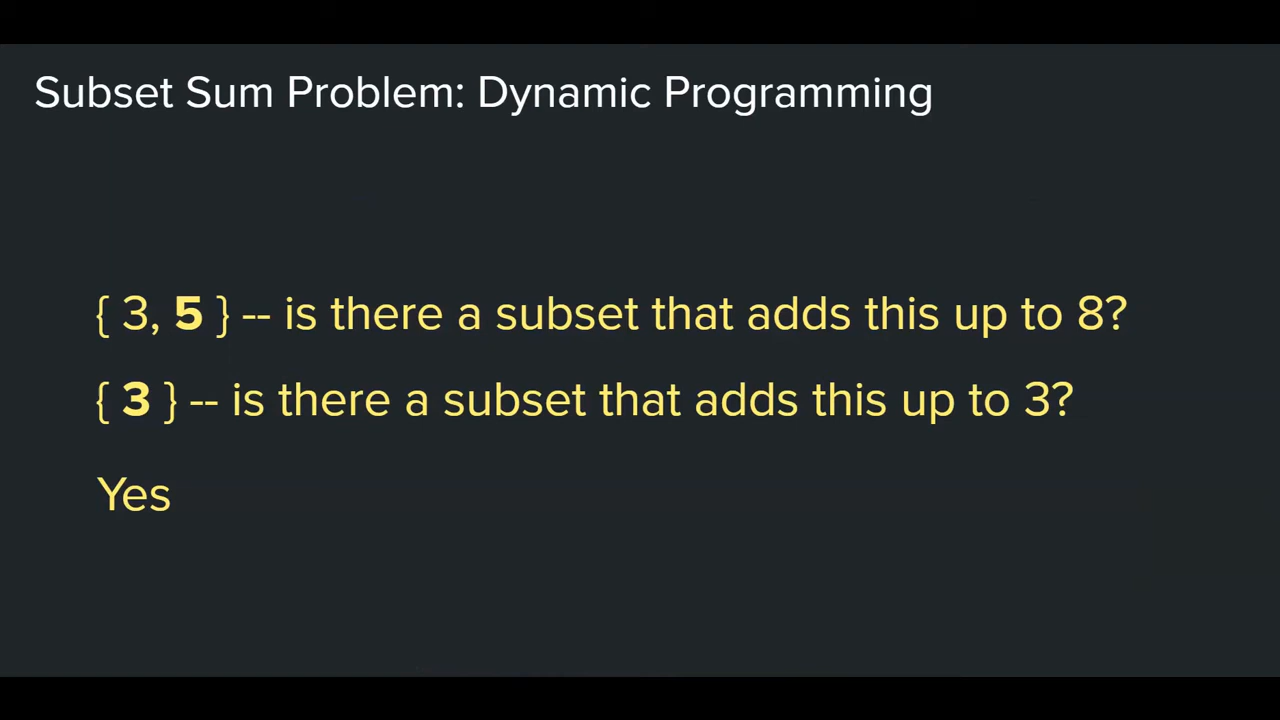 Subset Sum Problem: Dynamic Programming
{ 3, 5 } -- is there a subset that adds this up to 8?
{ 3 } -- is there a subset that adds this up to 3?
Yes